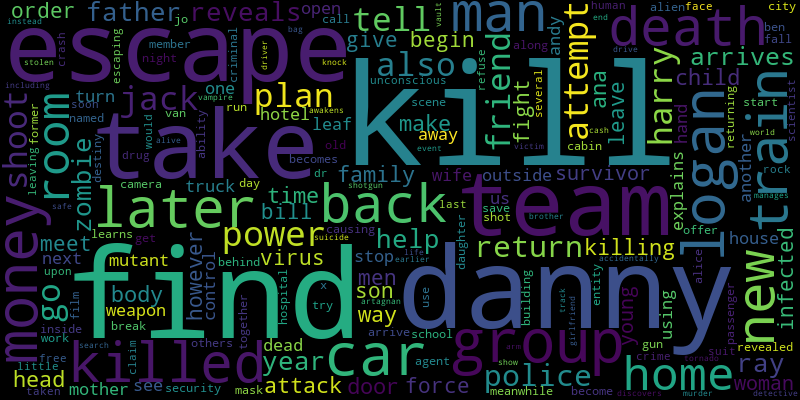 order father reveals jo open tell call man vault death alien face city
instead including member andy along end human ben
escape crash stolen escaping night criminal driver bag give begin friend attempt drive fall
also kill harry arrives
knock unconscious refuse fight several ana leave child
shoot turn soon jack one plan away logan train
room former leaving named van run hotel leaf scene make cash cabin hand returning start
zombie destiny would ability awakens event victim world scientist
take vampire alive old explains another
drug becomes dr family wife outside survivor
money camera truck day time shotgun last us shot save team offer rock
later bill back brother new
learns get power daughter house
meet next however control causing help return killing young infected
mutant virus suicide life earlier managed
go upon behind stop men son way entity alice
find danny
film body hospital x try artagnan use building track girlfriend accidentally using passenger
weapon together
inside work break arrive school gun revealed
free search others claim dead car group arm crime suit tornado ray
little killed year agent show police home
head mother see security mask attack door force meanwhile become discovers murder woman
taken detective